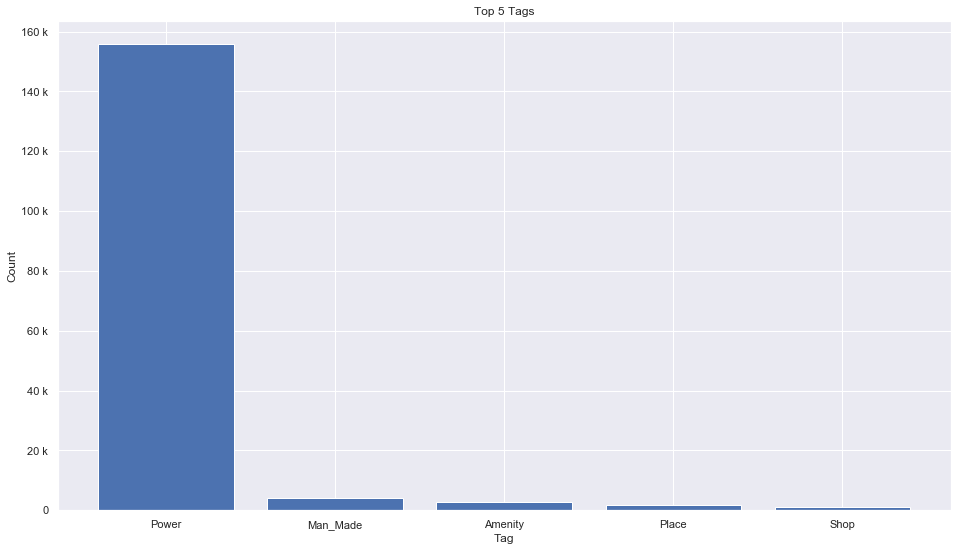 Top 5 Tags
160 k
140 k
120 k
100 k
80 k
60 k
40 k
20 k
0
Count
Power Man_Made Amenity Place Shop
Tag